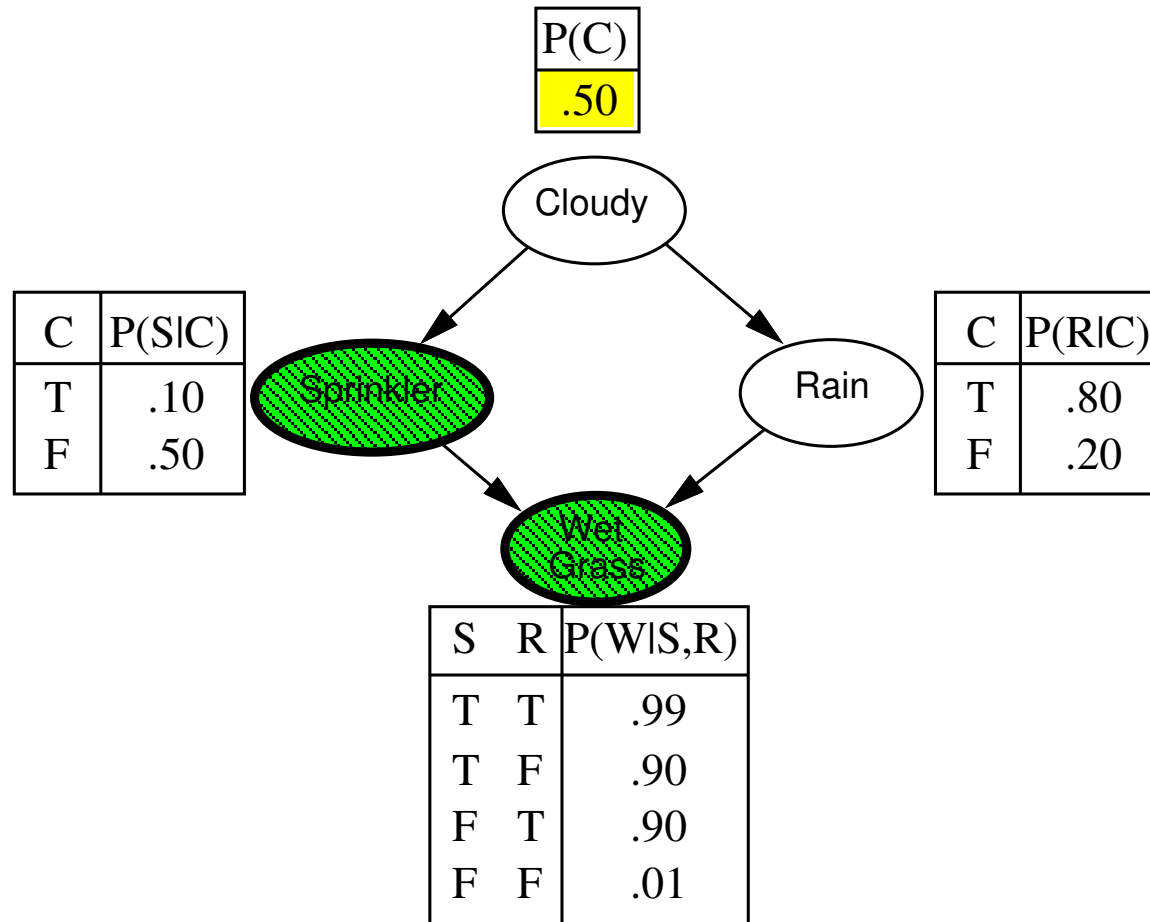 P(C)
.50
Cloudy
C P(S|C)
T .10
F .50
Sprinkler
Rain
C P(R|C)
T .80
F .20
Wet
Grass
S R P(W|S,R)
T T .99
T F .90
F T .90
F F .01